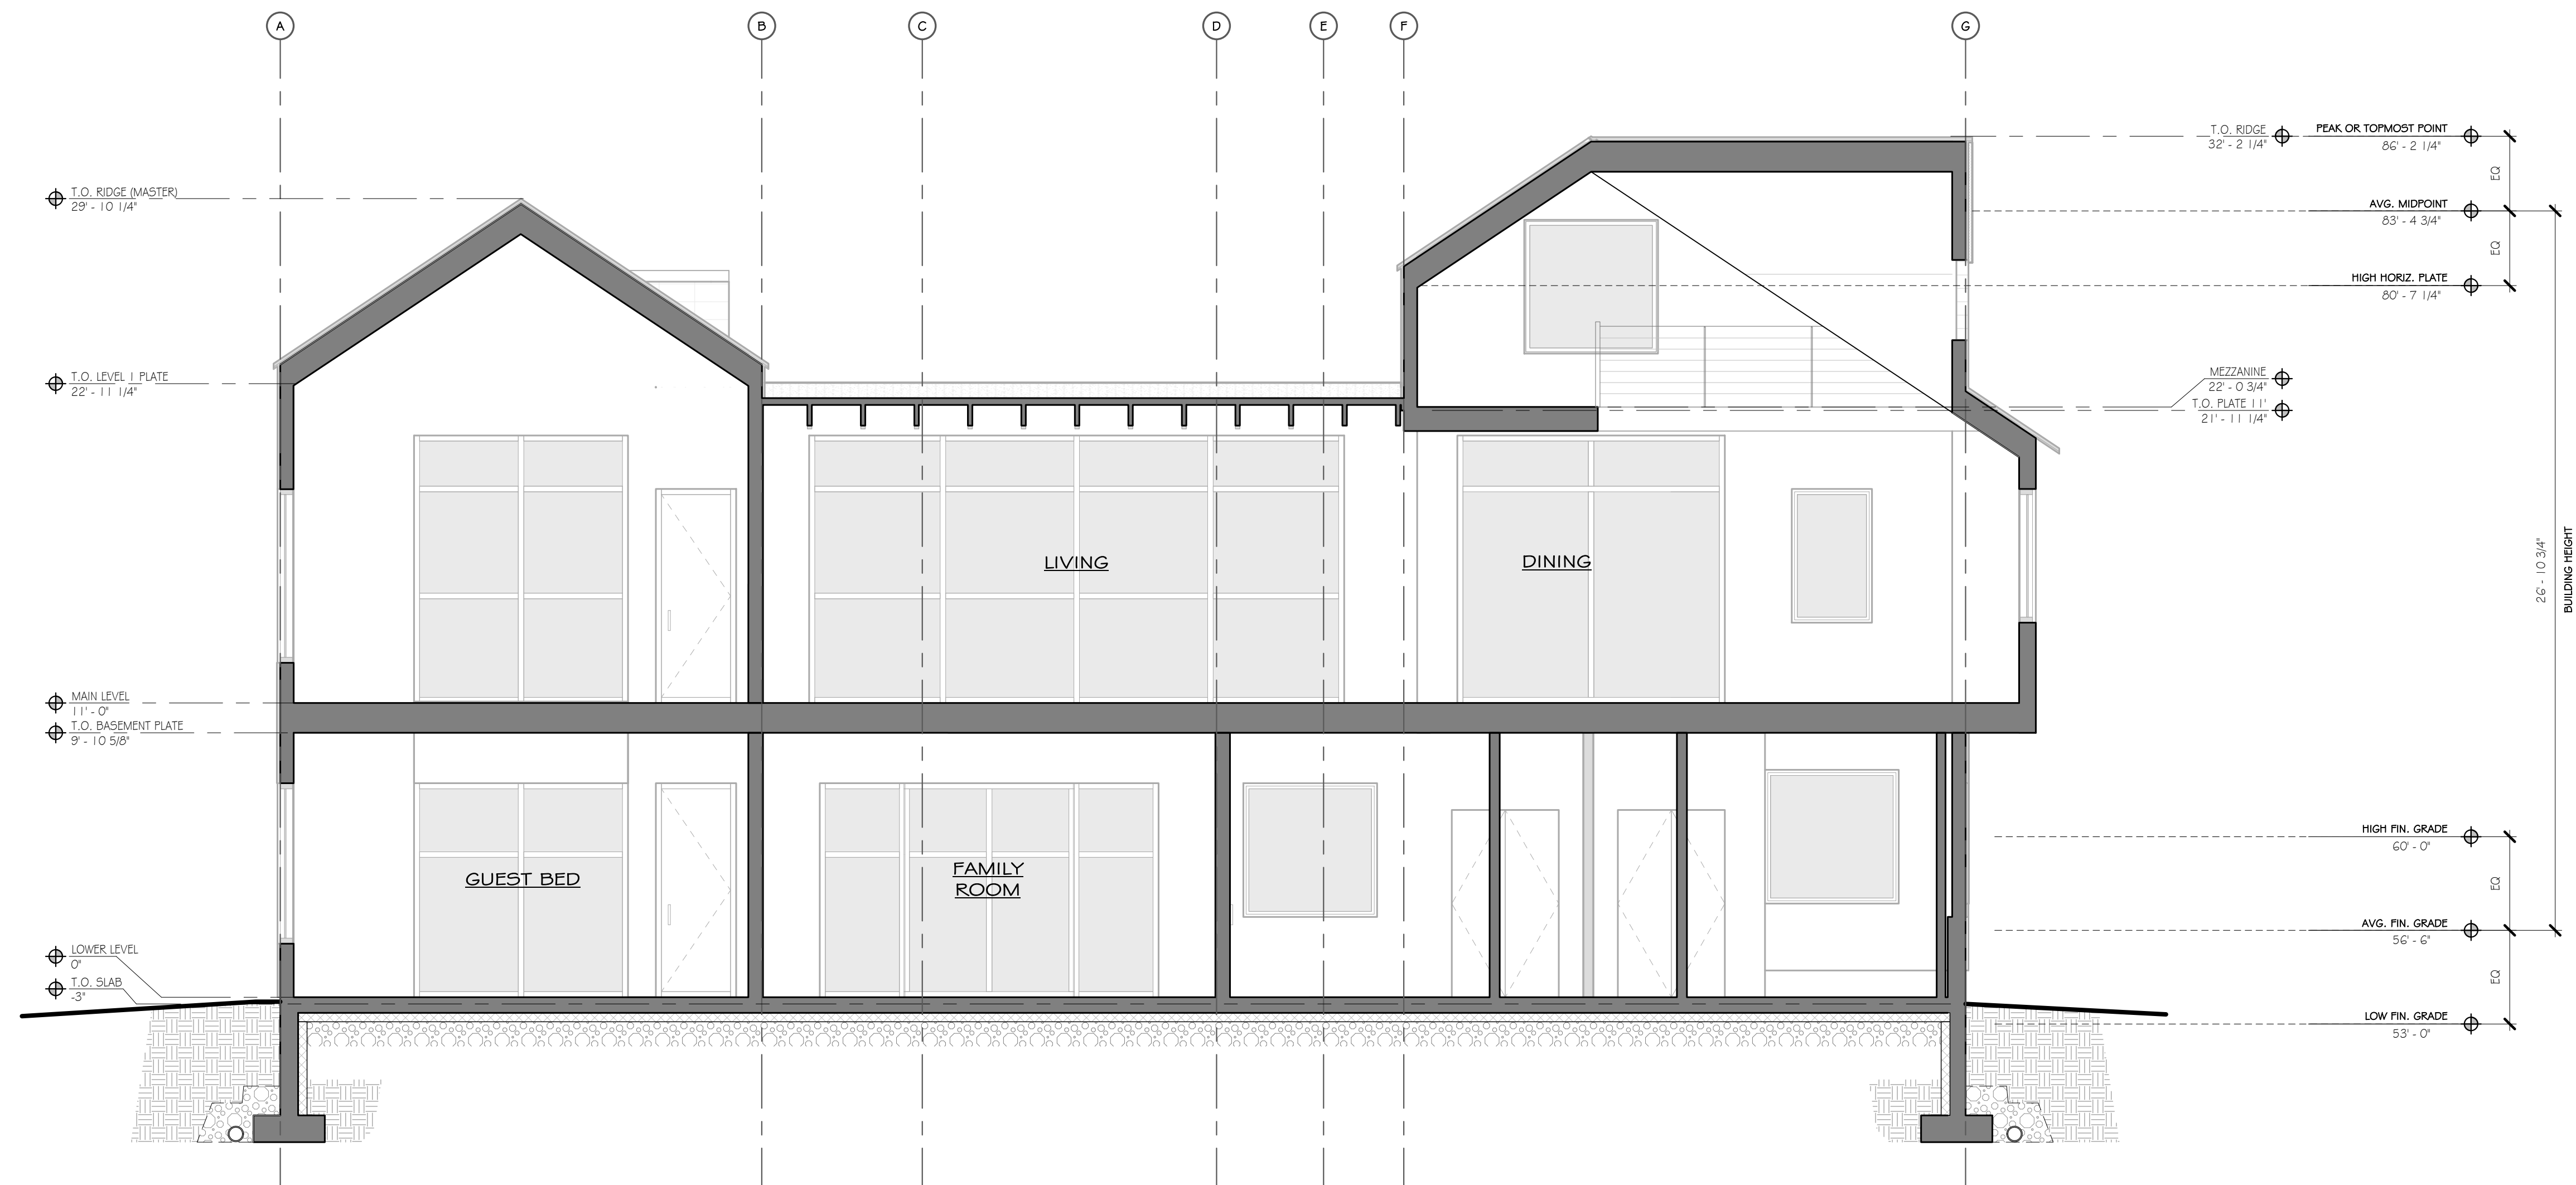 A
B
C
D
E
F
G
T.O. RIDGE
32' - 2 1/4"
PEAK OR TOPMOST POINT
86' - 2 1/4"
EQ
T.O. RIDGE (MASTER)
29' - 10 1/4"
AVG. MIDPOINT
83' - 4 3/4"
EQ
HIGH HORIZ. PLATE
80' - 7 1/4"
T.O. LEVEL 1 PLATE
22' - 11 1/4"
MEZZANINE
22' - 0 3/4"
T.O. PLATE 11'
21' - 11 1/4"
LIVING
DINING
26' - 10 3/4"
BUILDING HEIGHT
MAIN LEVEL
11' - 0"
T.O. BASEMENT PLATE
9' - 10 5/8"
HIGH FIN. GRADE
60' - 0"
EQ
GUEST BED
FAMILY
ROOM
AVG. FIN. GRADE
56' - 6"
EQ
LOWER LEVEL
0"
T.O. SLAB
-3"
LOW FIN. GRADE
53' - 0"